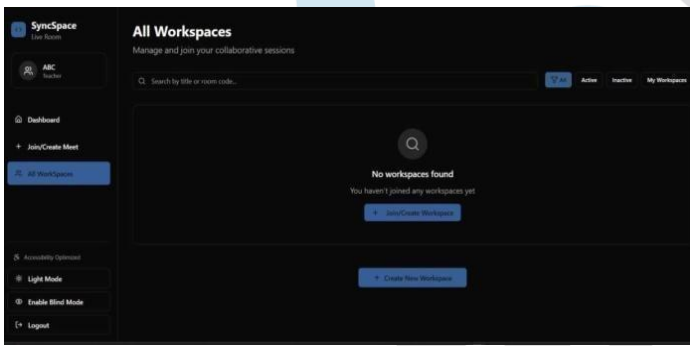 SyncSpace
Live Room
ABC
Teacher
Dashboard
+ Join/Create Meet
All WorkSpaces
Accessibility Optimized
Light Mode
Enable Blind Mode
Logout
All Workspaces
Manage and join your collaborative sessions
Search by title or room code...
All
Active
Inactive
My Workspaces
No workspaces found
You haven't joined any workspaces yet
+ Join/Create Workspace
+ Create New Workspace